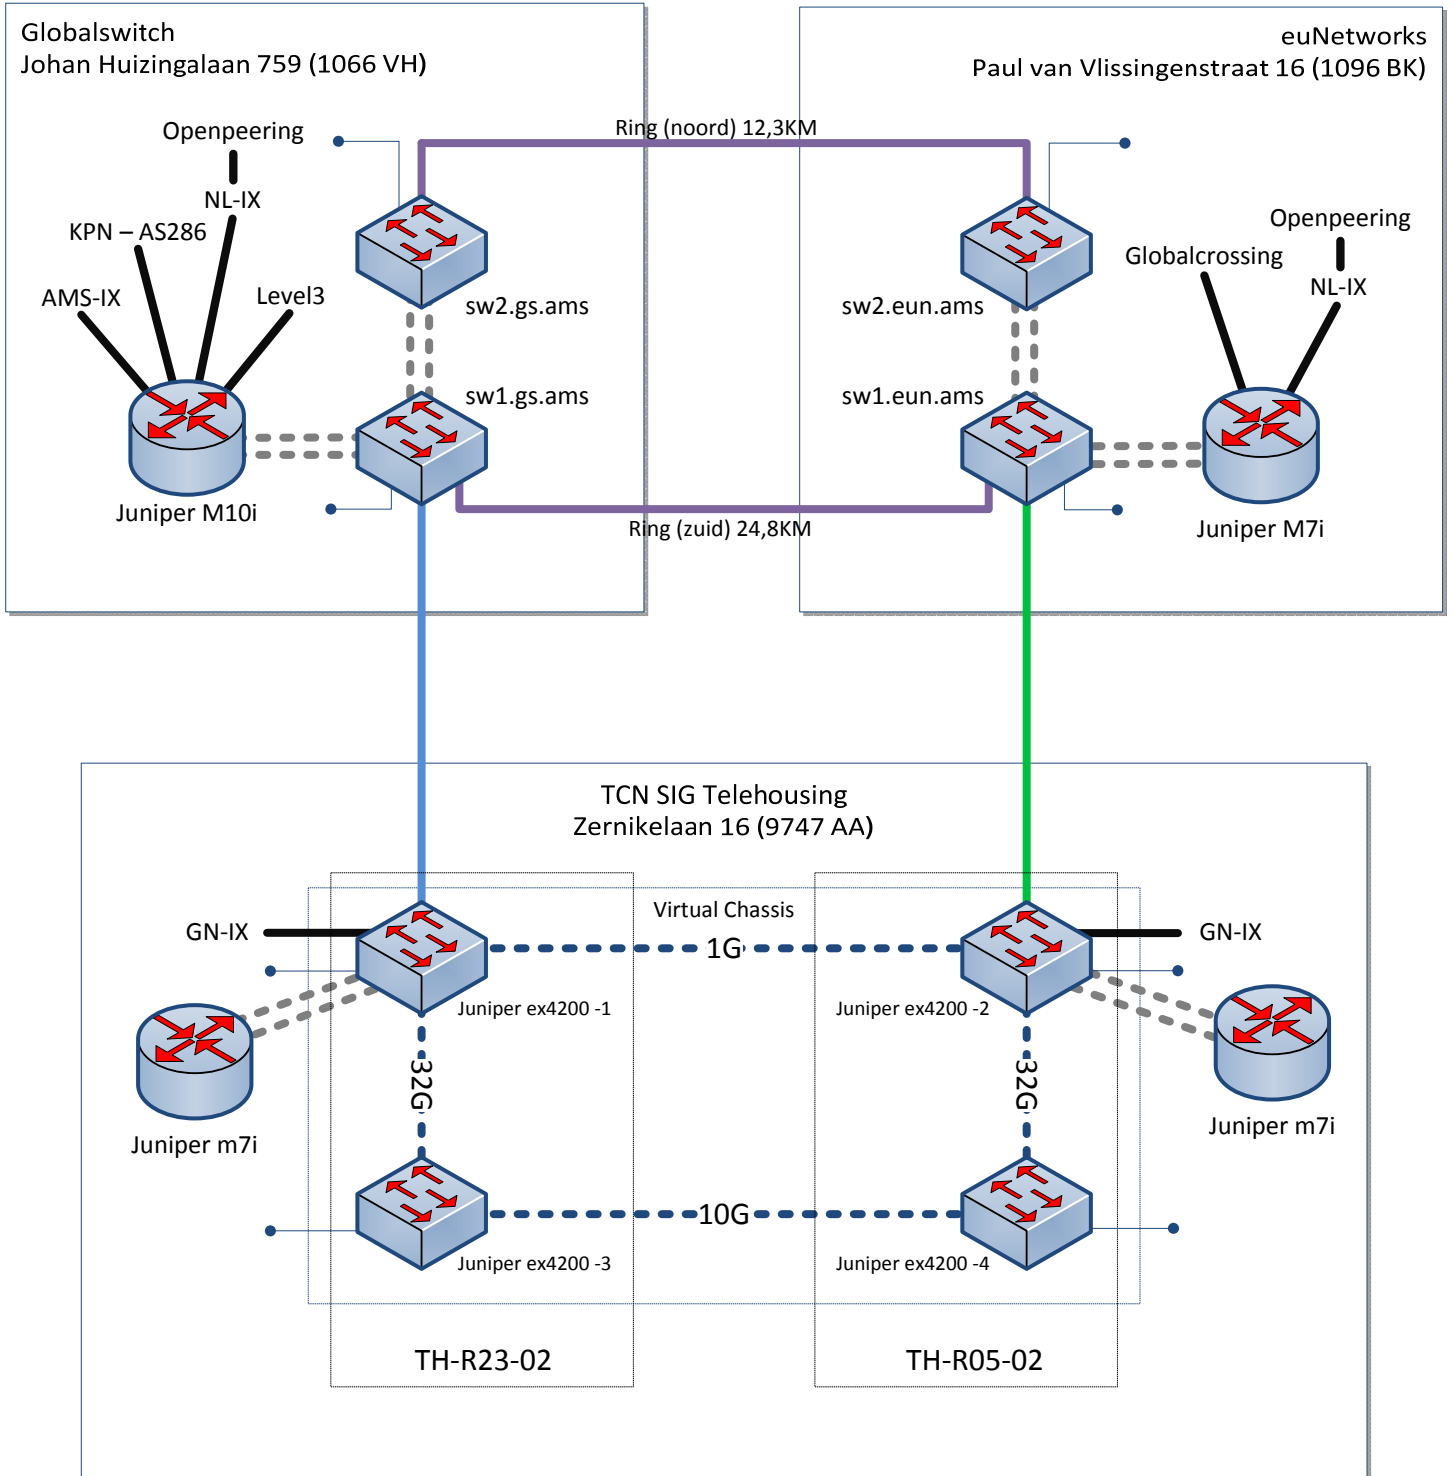 Globalswitch
Johan Huizingalaan 759 (1066 VH)
euNetworks
Paul van Vlissingenstraat 16 (1096 BK)
Ring (noord) 12,3KM
Openpeering
NL-IX
KPN – AS286
AMS-IX
Level3
sw2.gs.ams
sw1.gs.ams
Juniper M10i
sw2.eun.ams
sw1.eun.ams
Openpeering
Globalcrossing
NL-IX
Juniper M7i
Ring (zuid) 24,8KM
TCN SIG Telehousing
Zernikelaan 16 (9747 AA)
Virtual Chassis
GN-IX
1G
GN-IX
Juniper ex4200 -1
Juniper ex4200 -2
32G
32G
Juniper m7i
Juniper m7i
10G
Juniper ex4200 -3
Juniper ex4200 -4
TH-R23-02
TH-R05-02